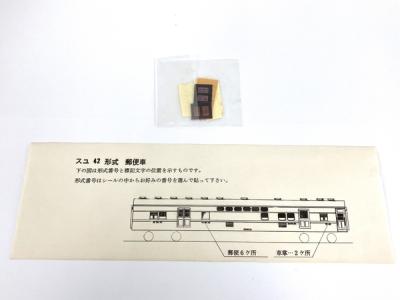 スユ 42 形式 郵便車
下の図は形式番号と標記文字の位置を示すものです。
形式番号はシールの中からお好みの番号を選んで貼って下さい。
郵便6ケ所
車掌…2ケ所